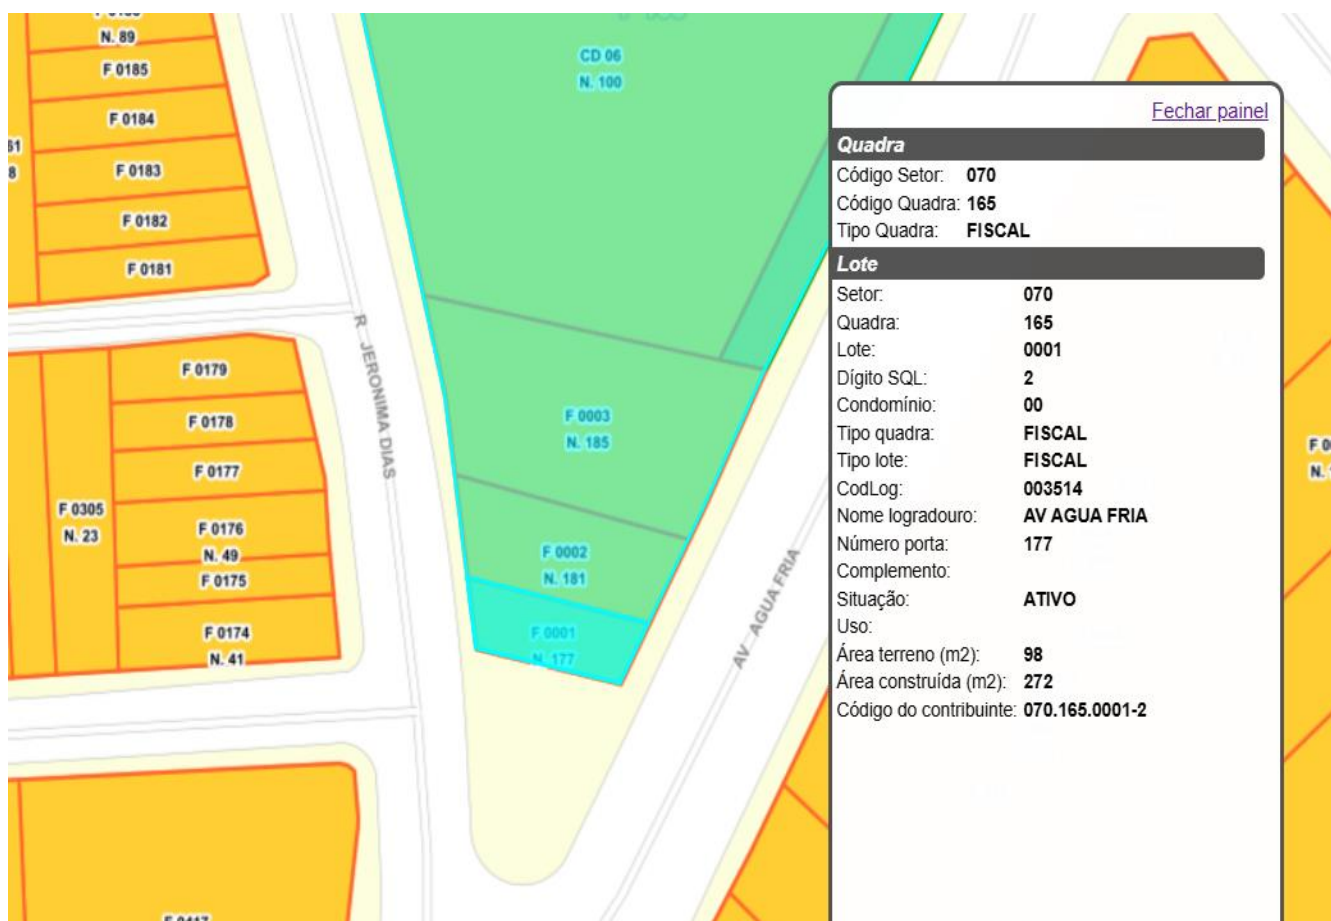 N. 89
F 0185
F 0184
F 0183
F 0182
F 0181
CD 06
N. 100
F 0179
F 0178
F 0177
F 0176
N. 49
F 0175
F 0174
N. 41
F 0305
N. 23
R JERONIMA DIAS
F 0003
N. 185
F 0002
N. 181
F 0001
N. 177
AV AGUA FRIA
Fechar painel
Quadra
Código Setor: 070
Código Quadra: 165
Tipo Quadra: FISCAL
Lote
Setor: 070
Quadra: 165
Lote: 0001
Dígito SQL: 2
Condomínio: 00
Tipo quadra: FISCAL
Tipo lote: FISCAL
CodLog: 003514
Nome logradouro: AV AGUA FRIA
Número porta: 177
Complemento:
Situação: ATIVO
Uso:
Área terreno (m2): 98
Área construída (m2): 272
Código do contribuinte: 070.165.0001-2